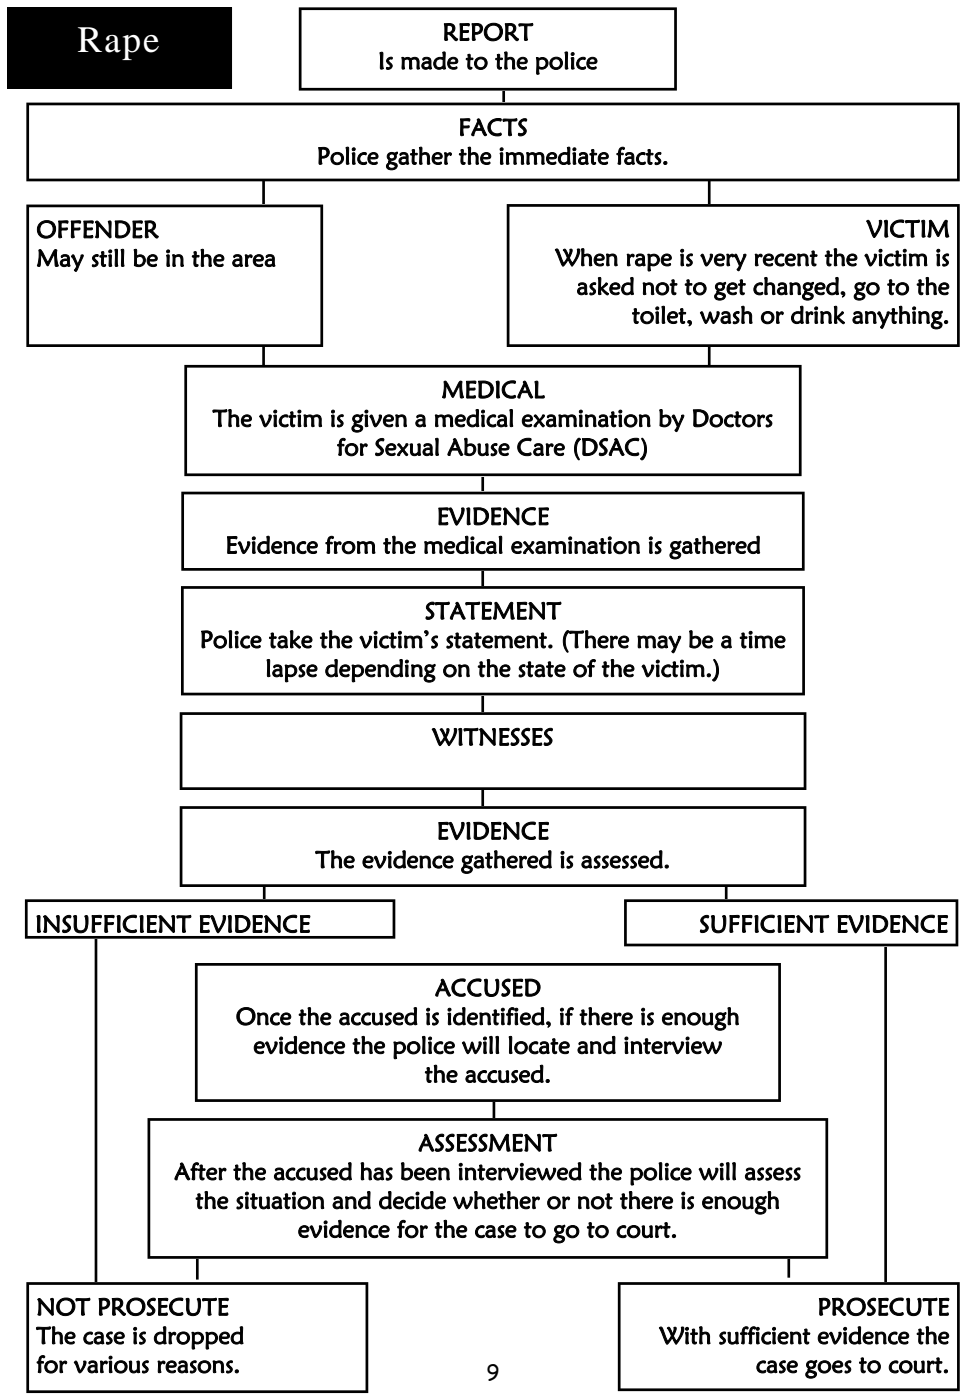 Rape
REPORT
Is made to the police
FACTS
Police gather the immediate facts.
OFFENDER
May still be in the area
VICTIM
When rape is very recent the victim is
asked not to get changed, go to the
toilet, wash or drink anything.
MEDICAL
The victim is given a medical examination by Doctors
for Sexual Abuse Care (DSAC)
EVIDENCE
Evidence from the medical examination is gathered
STATEMENT
Police take the victim's statement. (There may be a time
lapse depending on the state of the victim.)
WITNESSES
EVIDENCE
The evidence gathered is assessed.
INSUFFICIENT EVIDENCE
SUFFICIENT EVIDENCE
ACCUSED
Once the accused is identified, if there is enough
evidence the police will locate and interview
the accused.
ASSESSMENT
After the accused has been interviewed the police will assess
the situation and decide whether or not there is enough
evidence for the case to go to court.
NOT PROSECUTE
The case is dropped
for various reasons.
PROSECUTE
With sufficient evidence the
case goes to court.
9